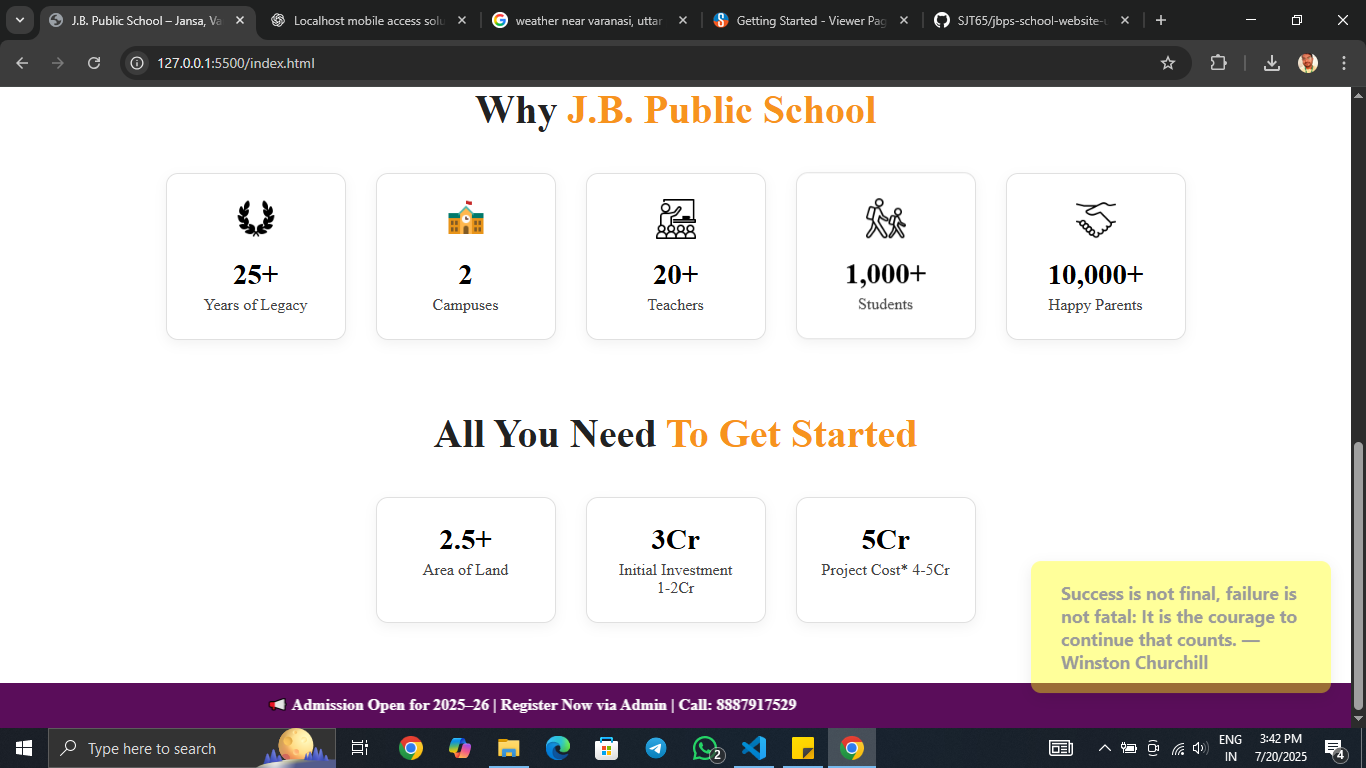 J.B. Public School – Jansa, Va
Localhost mobile access solu
weather near varanasi, uttar
Getting Started - Viewer Pag
SJT65/jbps-school-website-u
127.0.0.1:5500/index.html
Why J.B. Public School
25+
Years of Legacy
2
Campuses
20+
Teachers
1,000+
Students
10,000+
Happy Parents
All You Need To Get Started
2.5+
Area of Land
3Cr
Initial Investment
1-2Cr
5Cr
Project Cost* 4-5Cr
Success is not final, failure is
not fatal: It is the courage to
continue that counts. —
Winston Churchill
Admission Open for 2025–26 | Register Now via Admin | Call: 8887917529
Type here to search
2
ENG
IN
3:42 PM
7/20/2025
4